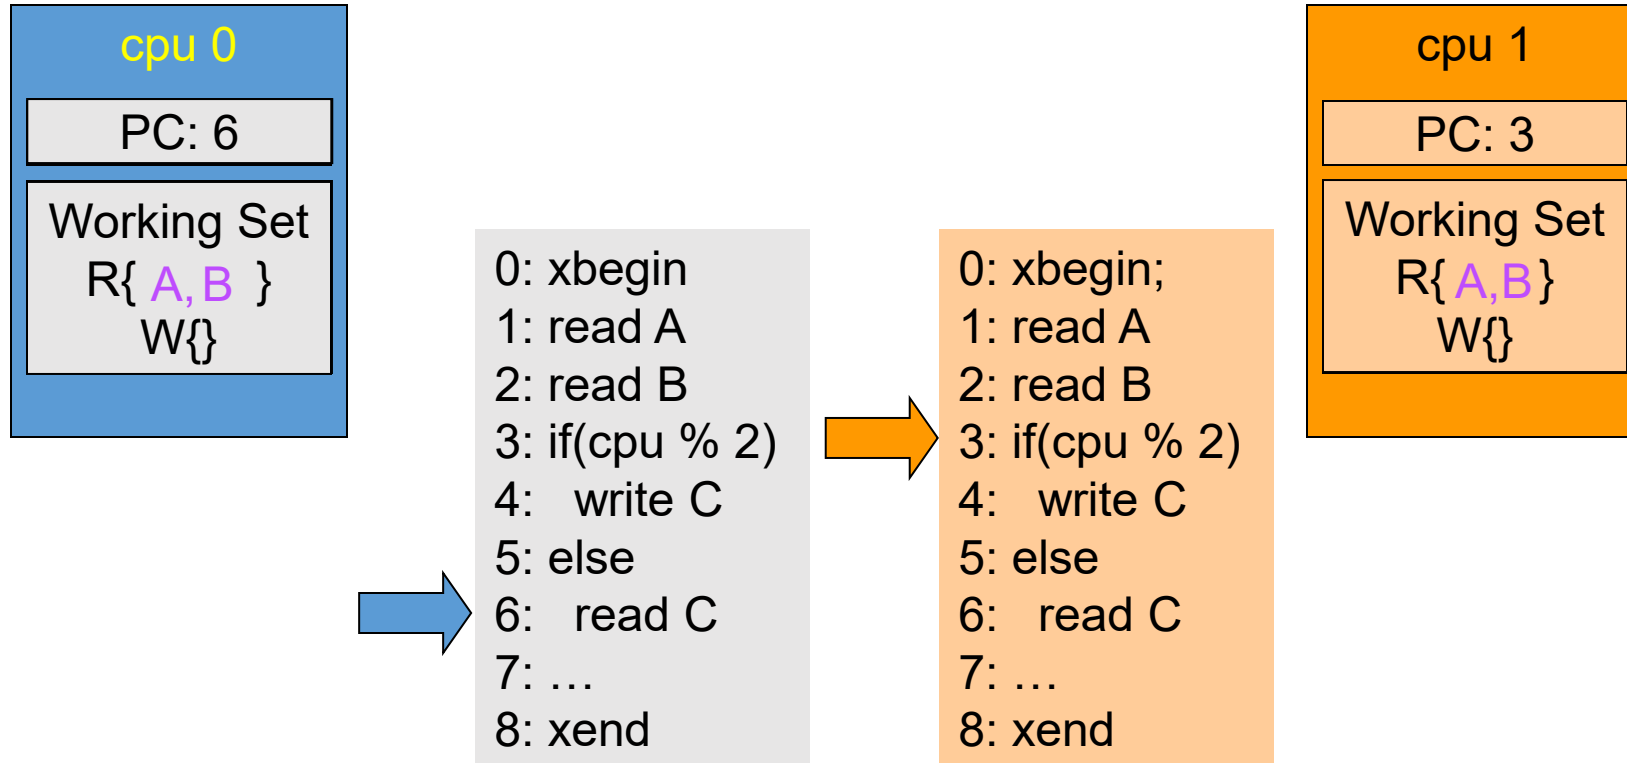 cpu 0
PC: 6
Working Set
R{ A, B }
W{}
0: xbegin
1: read A
2: read B
3: if(cpu % 2)
4: write C
5: else
6: read C
7: …
8: xend
0: xbegin;
1: read A
2: read B
3: if(cpu % 2)
4: write C
5: else
6: read C
7: …
8: xend
cpu 1
PC: 3
Working Set
R{ A,B }
W{}